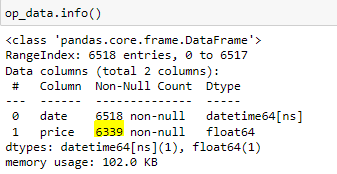 op_data.info()
<class 'pandas.core.frame.DataFrame'>
RangeIndex: 6518 entries, 0 to 6517
Data columns (total 2 columns):
 #   Column  Non-Null Count  Dtype
---  ------  --------------  -----
 0   date    6518 non-null   datetime64[ns]
 1   price   6339 non-null   float64
dtypes: datetime64[ns](1), float64(1)
memory usage: 102.0 KB